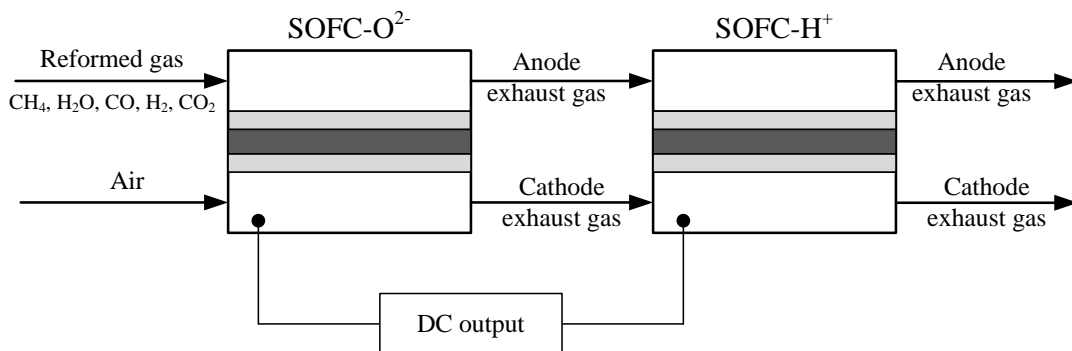 SOFC-O²⁻
SOFC-H⁺
Reformed gas
CH₄, H₂O, CO, H₂, CO₂
Anode
exhaust gas
Anode
exhaust gas
Air
Cathode
exhaust gas
Cathode
exhaust gas
DC output